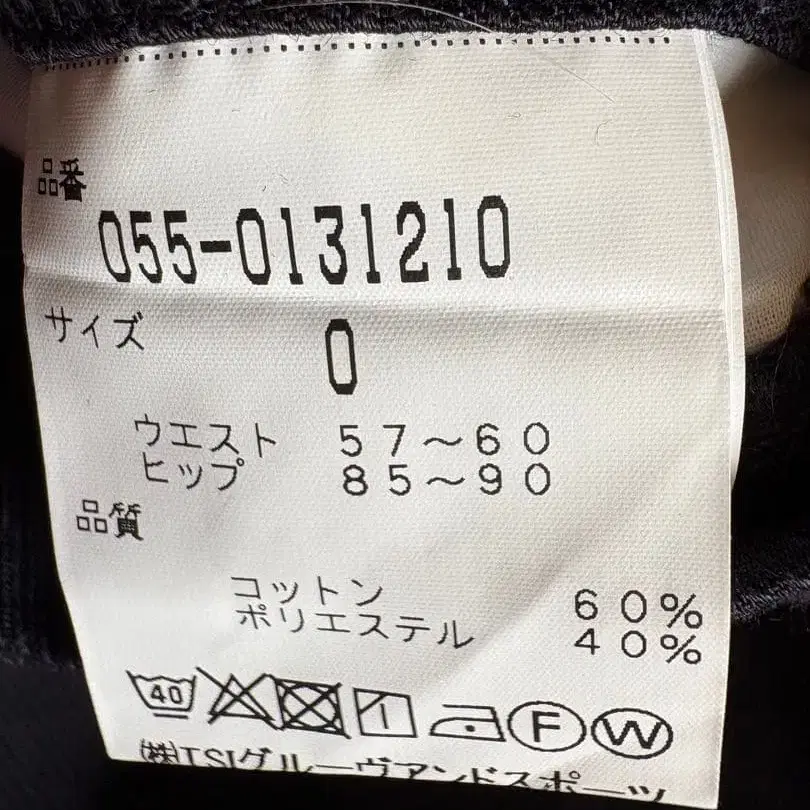 品番
055-0131210
サイズ 0
ウエスト 57～60
ヒップ 85～90
品質
コットン 60%
ポリエステル 40%
40 F W
(株)TSIグルーヴアンドスポーツ